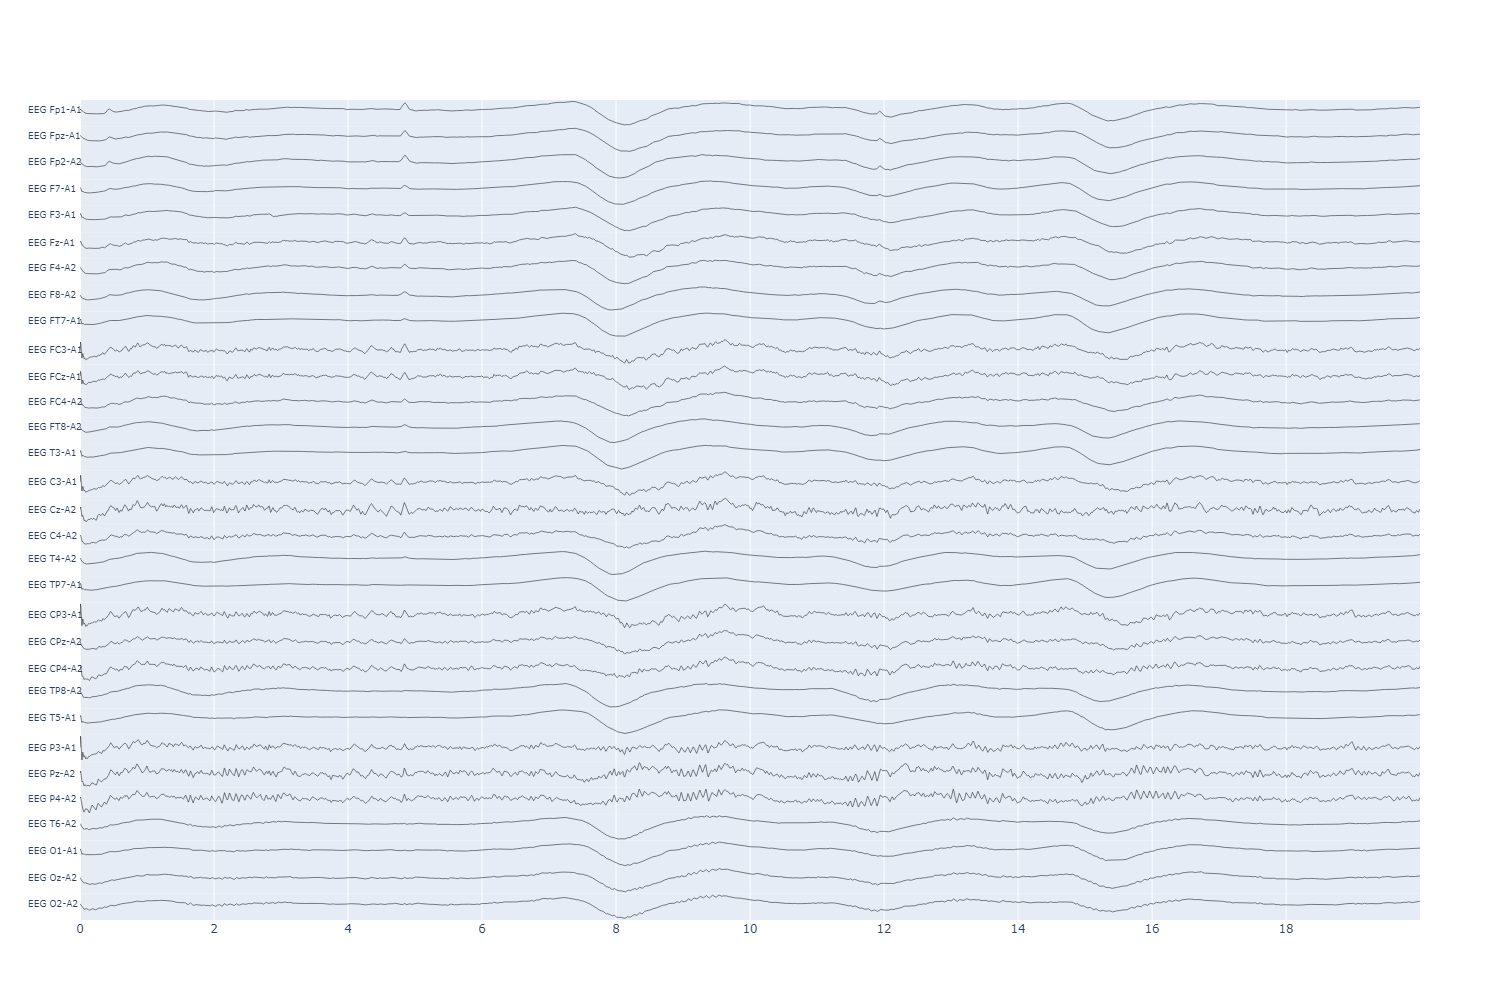 EEG Fp1-A1
EEG Fpz-A1
EEG Fp2-A2
EEG F7-A1
EEG F3-A1
EEG Fz-A1
EEG F4-A2
EEG F8-A2
EEG FT7-A1
EEG FC3-A1
EEG FCz-A1
EEG FC4-A2
EEG FT8-A2
EEG T3-A1
EEG C3-A1
EEG Cz-A2
EEG C4-A2
EEG T4-A2
EEG TP7-A1
EEG CP3-A1
EEG CPz-A2
EEG CP4-A2
EEG TP8-A2
EEG T5-A1
EEG P3-A1
EEG Pz-A2
EEG P4-A2
EEG T6-A2
EEG O1-A1
EEG Oz-A2
EEG O2-A2
0 2 4 6 8 10 12 14 16 18